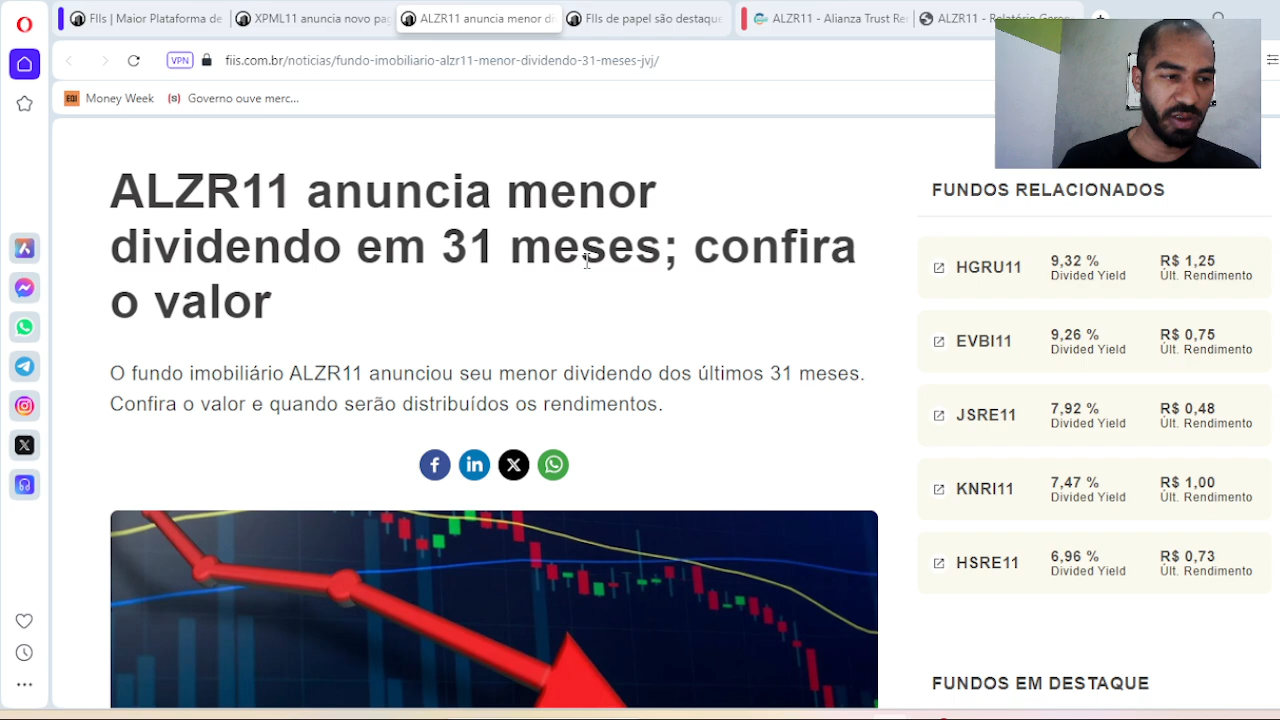 FIIs | Maior Plataforma de
XPML11 anuncia novo pag
ALZR11 anuncia menor di
FIIs de papel são destaque
ALZR11 - Alianza Trust Re
ALZR11 - Relatório Geren
VPN
fiis.com.br/noticias/fundo-imobiliario-alzr11-menor-dividendo-31-meses-jvj/
EQI Money Week
(s) Governo ouve merc...
ALZR11 anuncia menor
dividendo em 31 meses; confira
o valor
O fundo imobiliário ALZR11 anunciou seu menor dividendo dos últimos 31 meses.
Confira o valor e quando serão distribuídos os rendimentos.
FUNDOS RELACIONADOS
HGRU11 9,32 % R$ 1,25
Divided Yield Últ. Rendimento
EVBI11 9,26 % R$ 0,75
Divided Yield Últ. Rendimento
JSRE11 7,92 % R$ 0,48
Divided Yield Últ. Rendimento
KNRI11 7,47 % R$ 1,00
Divided Yield Últ. Rendimento
HSRE11 6,96 % R$ 0,73
Divided Yield Últ. Rendimento
FUNDOS EM DESTAQUE